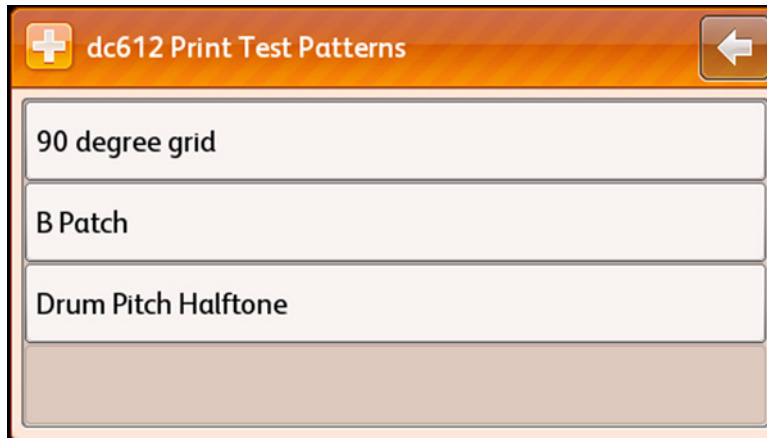 dc612 Print Test Patterns
90 degree grid
B Patch
Drum Pitch Halftone